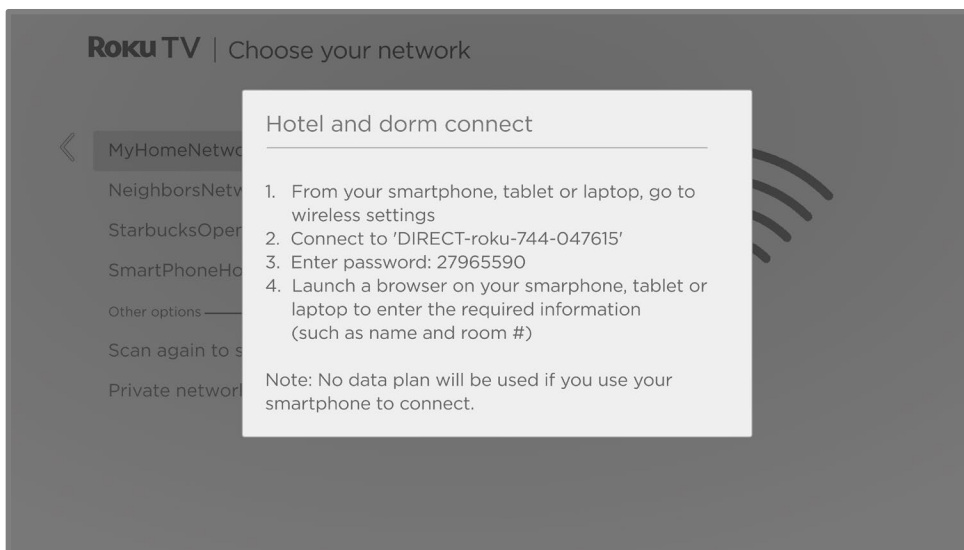 Roku TV | Choose your network
Hotel and dorm connect
MyHomeNetwo
NeighborsNetw
StarbucksOper
SmartPhoneHo
Other options
Scan again to s
Private network
1. From your smartphone, tablet or laptop, go to
wireless settings
2. Connect to 'DIRECT-roku-744-047615'
3. Enter password: 27965590
4. Launch a browser on your smarphone, tablet or
laptop to enter the required information
(such as name and room #)
Note: No data plan will be used if you use your
smartphone to connect.